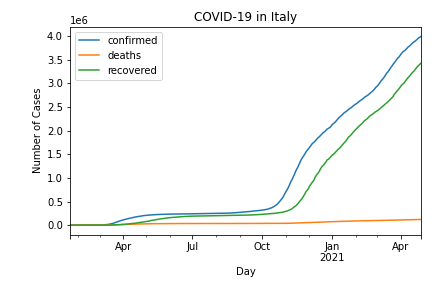 COVID-19 in Italy
1e6
confirmed
deaths
recovered
4.0
3.5
3.0
2.5
2.0
1.5
1.0
0.5
0.0
Number of Cases
Apr
Jul
Oct
Jan
2021
Apr
Day